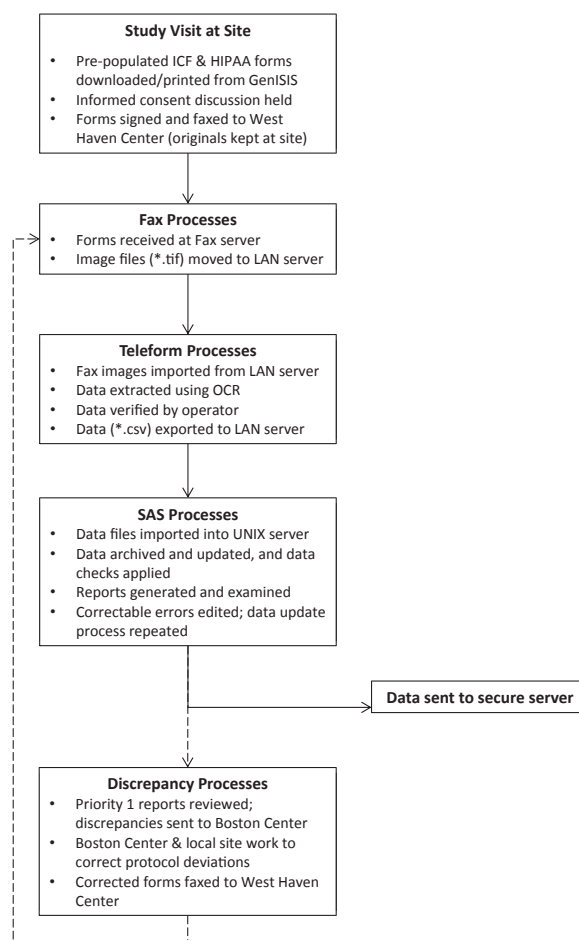 Study Visit at Site
• Pre-populated ICF & HIPAA forms
downloaded/printed from GenISIS
• Informed consent discussion held
• Forms signed and faxed to West
Haven Center (originals kept at site)
Fax Processes
• Forms received at Fax server
• Image files (*.tif) moved to LAN server
Teleform Processes
• Fax images imported from LAN server
• Data extracted using OCR
• Data verified by operator
• Data (*.csv) exported to LAN server
SAS Processes
• Data files imported into UNIX server
• Data archived and updated, and data
checks applied
• Reports generated and examined
• Correctable errors edited; data update
process repeated
Data sent to secure server
Discrepancy Processes
• Priority 1 reports reviewed;
discrepancies sent to Boston Center
• Boston Center & local site work to
correct protocol deviations
• Corrected forms faxed to West Haven
Center